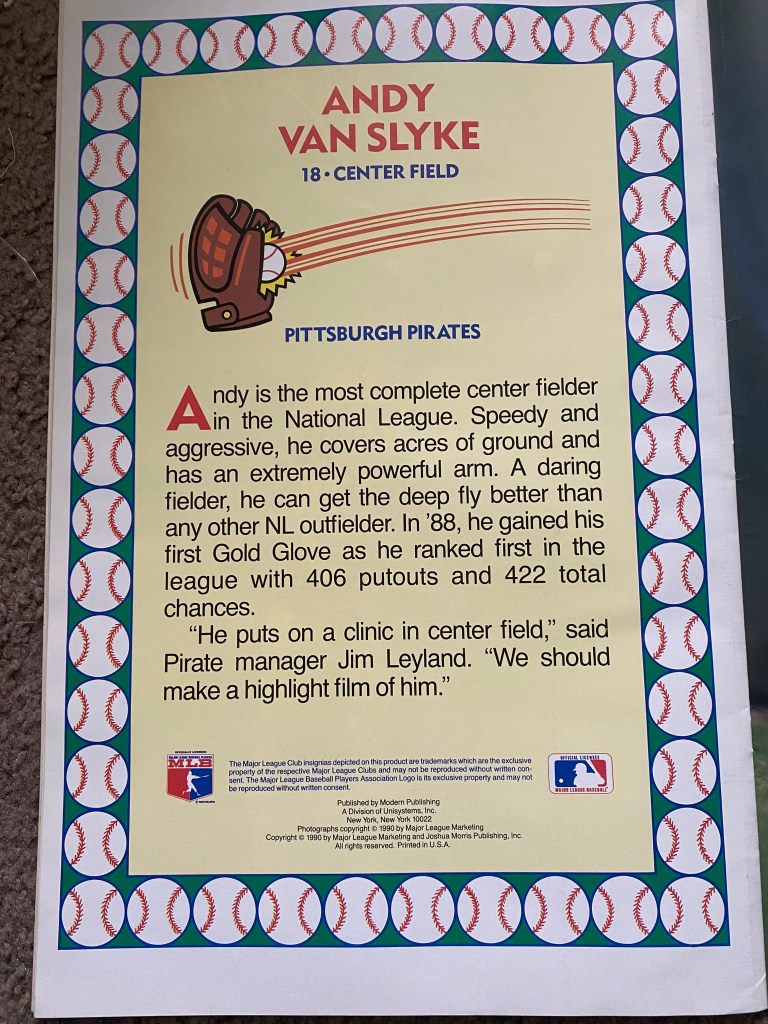 ANDY
VAN SLYKE
18 • CENTER FIELD
PITTSBURGH PIRATES
Andy is the most complete center fielder
in the National League. Speedy and
aggressive, he covers acres of ground and
has an extremely powerful arm. A daring
fielder, he can get the deep fly better than
any other NL outfielder. In ’88, he gained his
first Gold Glove as he ranked first in the
league with 406 putouts and 422 total
chances.
“He puts on a clinic in center field,” said
Pirate manager Jim Leyland. “We should
make a highlight film of him.”
OFFICIALLY LICENSED
MLB
The Major League Club insignias depicted on this product are trademarks which are the exclusive
property of the respective Major League Clubs and may not be reproduced without written con-
sent. The Major League Baseball Players Association Logo is its exclusive property and may not
be reproduced without written consent.
OFFICIAL LICENSEE
MAJOR LEAGUE BASEBALL
Published by Modern Publishing
A Division of Unisystems, Inc.
New York, New York 10022
Photographs copyright © 1990 by Major League Marketing
Copyright © 1990 by Major League Marketing and Joshua Morris Publishing, Inc.
All rights reserved. Printed in U.S.A.